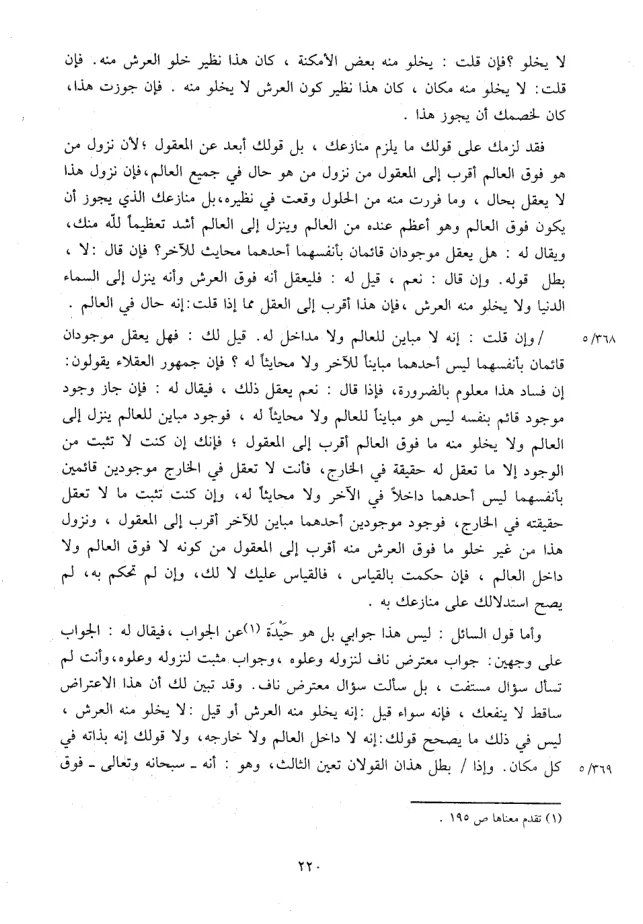 لا يخلو ؟فإن قلت : يخلو منه بعض الأمكنة ، كان هذا نظير خلو العرش منه. فإن
قلت: لا يخلو منه مكان ، كان هذا نظير كون العرش لا يخلو منه . فإن جوزت هذا،
كان لخصمك أن يجوز هذا .
فقد لزمك على قولك ما يلزم منازعك ، بل قولك أبعد عن المعقول ؛لأن نزول من
هو فوق العالم أقرب إلى المعقول من نزول من هو حال في جميع العالم،فإن نزول هذا
لا يعقل بحال ، وما فررت منه من الحلول وقعت في نظيره،بل منازعك الذي يجوز أن
يكون فوق العالم وهو أعظم عنده من العالم وينزل إلى العالم أشد تعظيماً لله منك،
ويقال له : هل يعقل موجودان قائمان بأنفسهما أحدهما محايث للآخر؟ فإن قال :لا ،
بطل قوله. وإن قال : نعم ، قيل له : فليعقل أنه فوق العرش وأنه ينزل إلى السماء
الدنيا ولا يخلو منه العرش ،فإن هذا أقرب إلى العقل مما إذا قلت:إنه حال في العالم .
٥/٣٦٨ / وإن قلت : إنه لا مباين للعالم ولا مداخل له. قيل لك : فهل يعقل موجودان
قائمان بأنفسهما ليس أحدهما مبايناً للآخر ولا محايثاً له ؟ فإن جمهور العقلاء يقولون:
إن فساد هذا معلوم بالضرورة، فإذا قال : نعم يعقل ذلك ، فيقال له : فإن جاز وجود
موجود قائم بنفسه ليس هو مبايناً للعالم ولا محايثاً له ، فوجود مباين للعالم ينزل إلى
العالم ولا يخلو منه ما فوق العالم أقرب إلى المعقول ؛ فإنك إن كنت لا تثبت من
الوجود إلا ما تعقل له حقيقة في الخارج، فأنت لا تعقل في الخارج موجودين قائمين
بأنفسهما ليس أحدهما داخلاً في الآخر ولا محايثاً له، وإن كنت تثبت ما لا تعقل
حقيقته في الخارج، فوجود موجودين أحدهما مباين للآخر أقرب إلى المعقول ، ونزول
هذا من غير خلو ما فوق العرش منه أقرب إلى المعقول من كونه لا فوق العالم ولا
داخل العالم ، فإن حكمت بالقياس ، فالقياس عليك لا لك، وإن لم تحكم به، لم
يصح استدلالك على منازعك به .
وأما قول السائل : ليس هذا جوابي بل هو حَيْدَة (١)عن الجواب ،فيقال له : الجواب
على وجهين: جواب معترض ناف لنزوله وعلوه ،وجواب مثبت لنزوله وعلوه،وأنت لم
تسأل سؤال مستفت ، بل سألت سؤال معترض ناف. وقد تبين لك أن هذا الاعتراض
ساقط لا ينفعك ، فإنه سواء قيل :إنه يخلو منه العرش أو قيل :لا يخلو منه العرش ،
ليس في ذلك ما يصحح قولك:إنه لا داخل العالم ولا خارجه، ولا قولك إنه بذاته في
٥/٣٦٩ كل مكان. وإذا / بطل هذان القولان تعين الثالث، وهو : أنه ـ سبحانه وتعالى ـ فوق
(١) تقدم معناها ص ١٩٥ .
٢٢٠